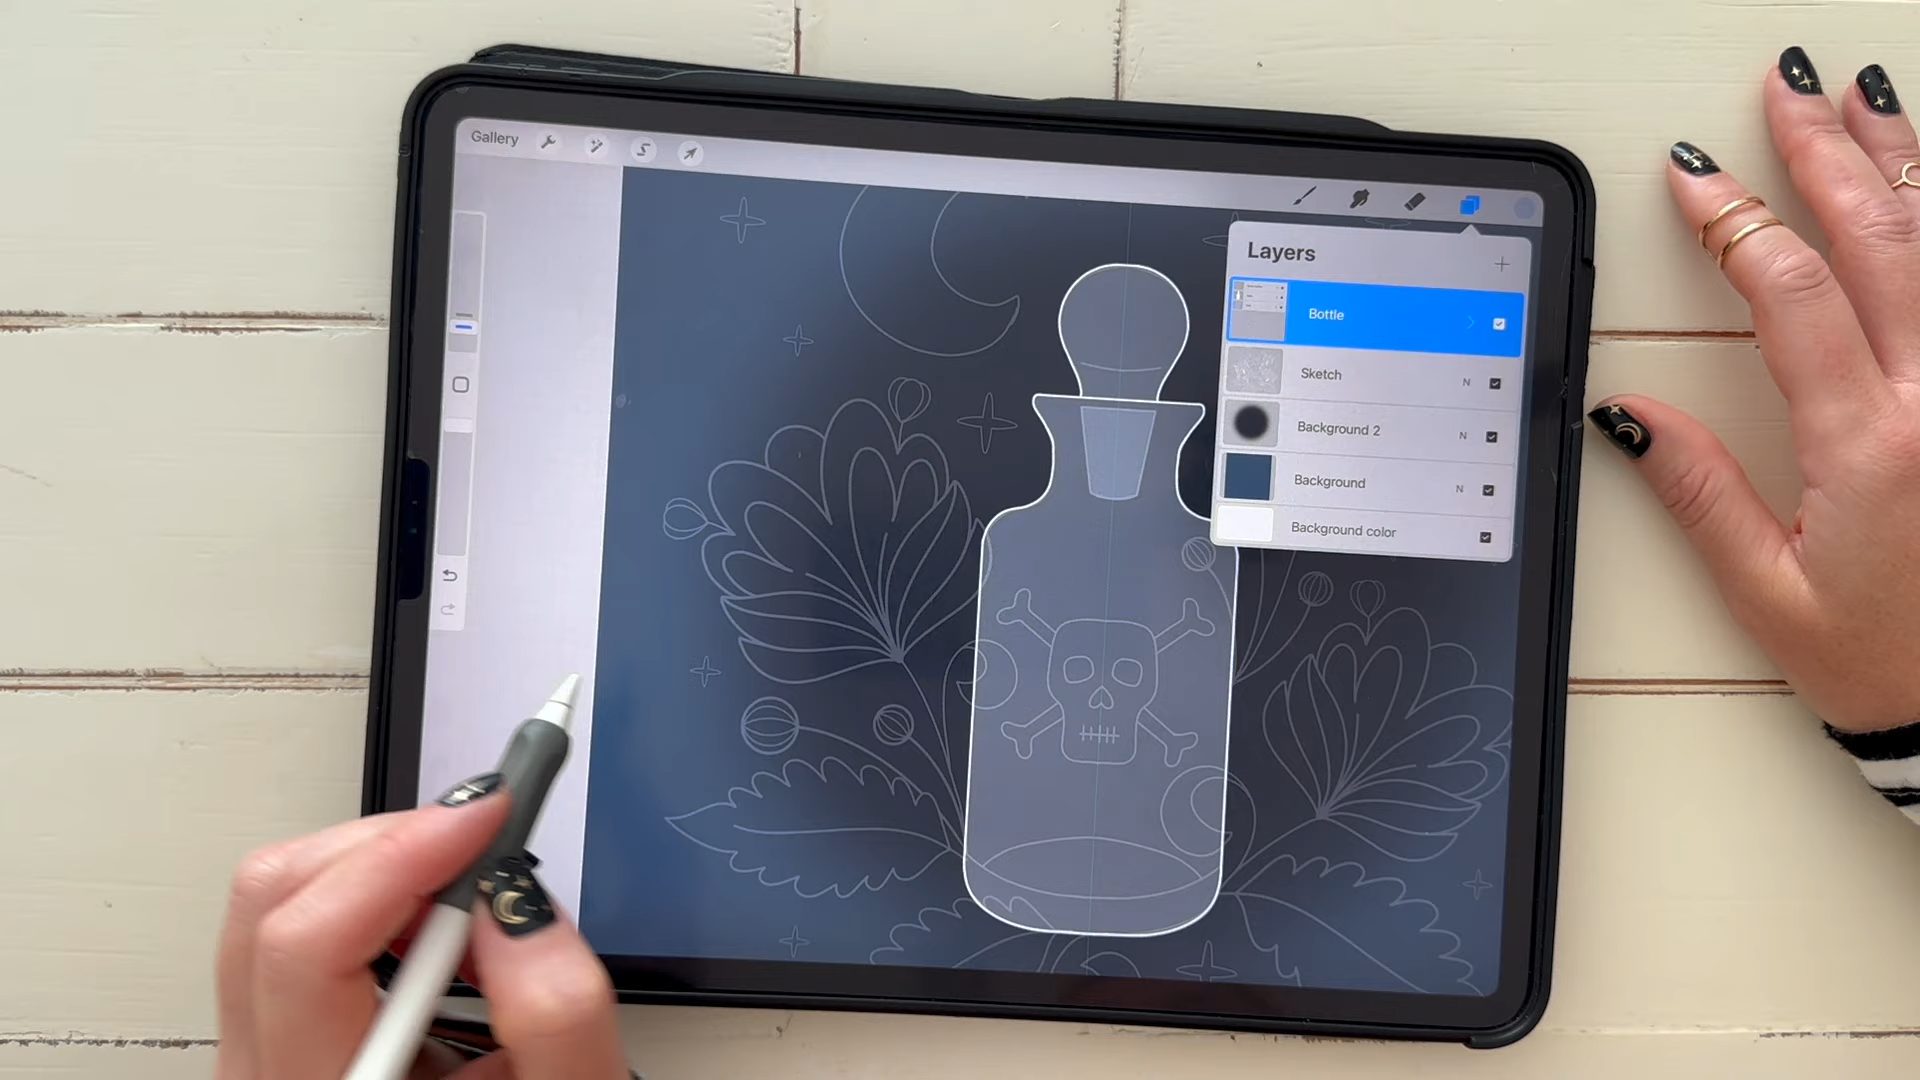 Gallery
Layers
Bottle
Sketch N
Background 2 N
Background N
Background color